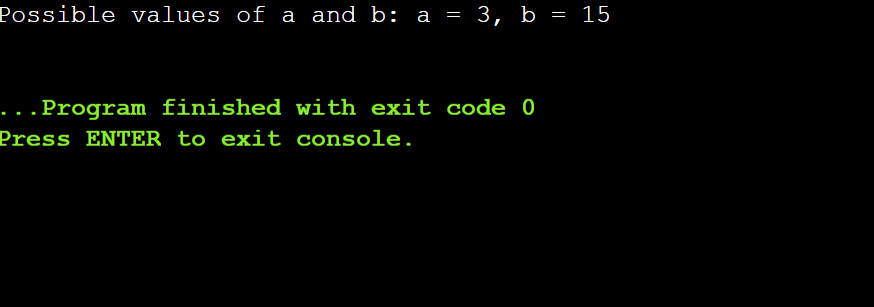 Possible values of a and b: a = 3, b = 15
...Program finished with exit code 0
Press ENTER to exit console.